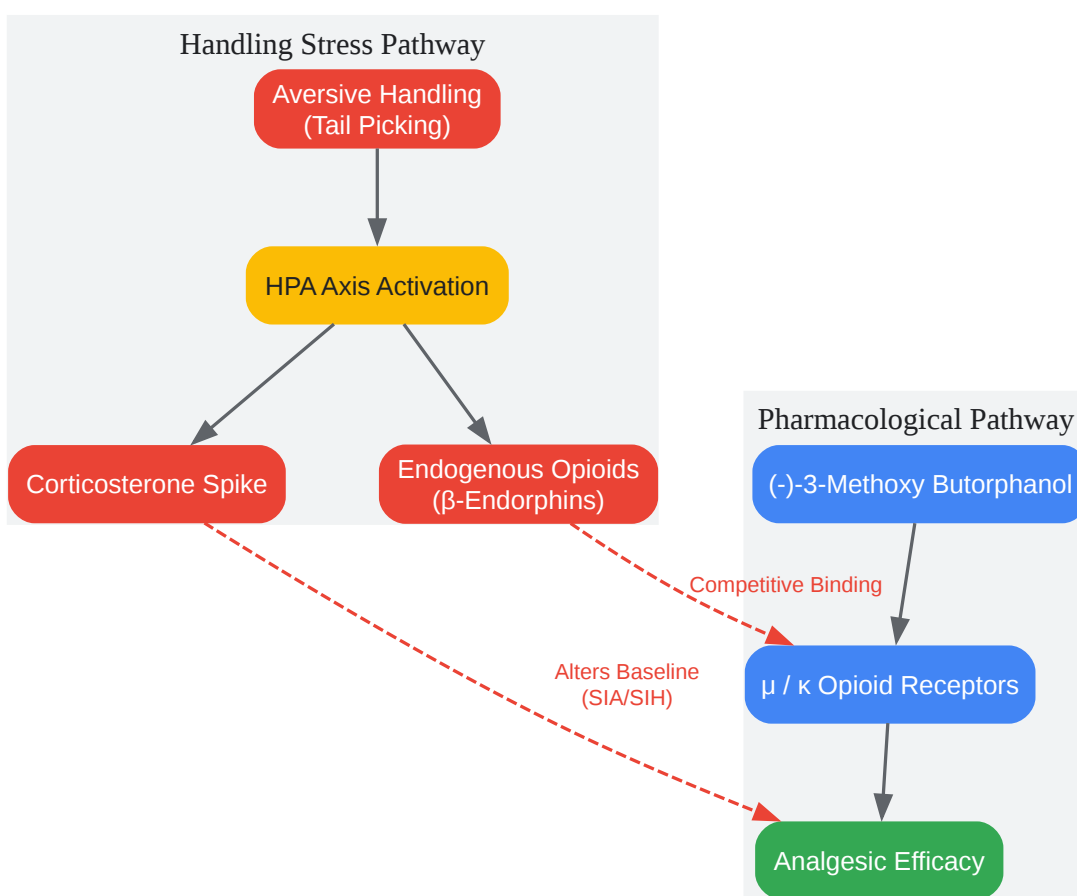 Handling Stress Pathway
Aversive Handling
(Tail Picking)
HPA Axis Activation
Corticosterone Spike
Endogenous Opioids
(β-Endorphins)
Pharmacological Pathway
(-)-3-Methoxy Butorphanol
Competitive Binding
Alters Baseline
(SIA/SIH)
μ / κ Opioid Receptors
Analgesic Efficacy